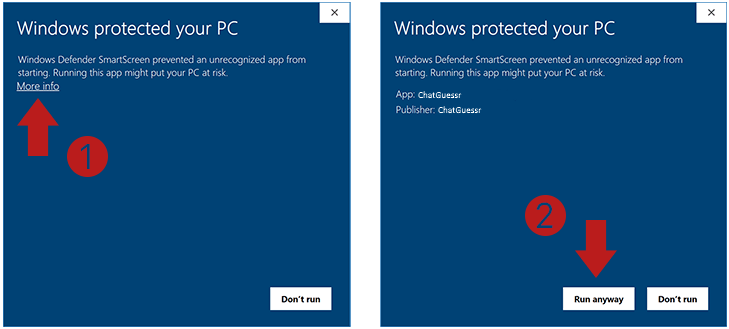 Windows protected your PC
Windows Defender SmartScreen prevented an unrecognized app from
starting. Running this app might put your PC at risk.
More info
1
Don't run
Windows protected your PC
Windows Defender SmartScreen prevented an unrecognized app from
starting. Running this app might put your PC at risk.
App: ChatGuessr
Publisher: ChatGuessr
2
Run anyway Don't run